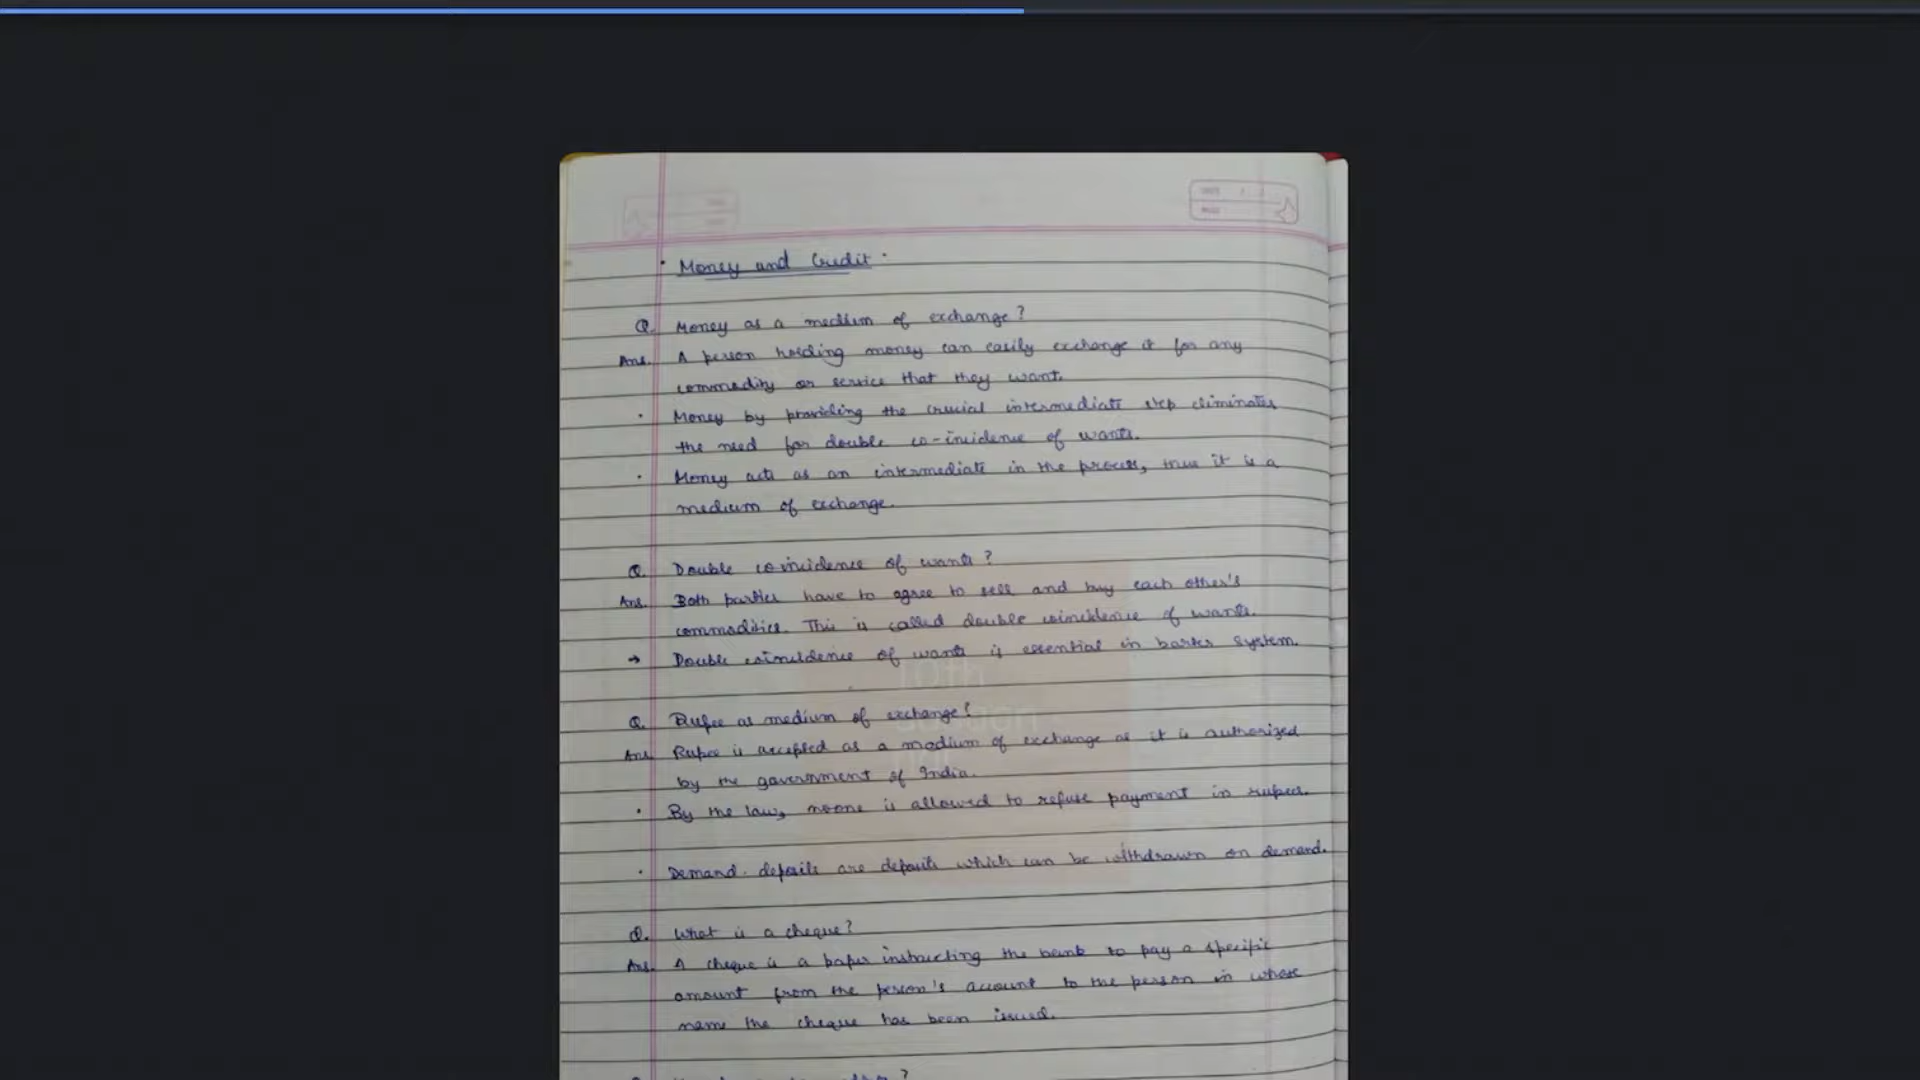 Money and Credit
Q. Money as a medium of exchange?
Ans. A person holding money can easily exchange it for any
commodity or service that they want.
• Money by providing the crucial intermediate step eliminates
the need for double co-incidence of wants.
• Money acts as an intermediate in the process, thus it is a
medium of exchange.
Q. Double coincidence of wants?
Ans. Both parties have to agree to sell and buy each other's
commodities. This is called double coincidence of wants.
→ Double coincidence of wants is essential in barter system.
Q. Rupee as medium of exchange?
Ans. Rupee is accepted as a medium of exchange as it is authorized
by the government of India.
• By the law, noone is allowed to refuse payment in rupees.
• Demand deposits are deposits which can be withdrawn on demand.
Q. What is a cheque?
Ans. A cheque is a paper instructing the bank to pay a specific
amount from the person's account to the person in whose
name the cheque has been issued.